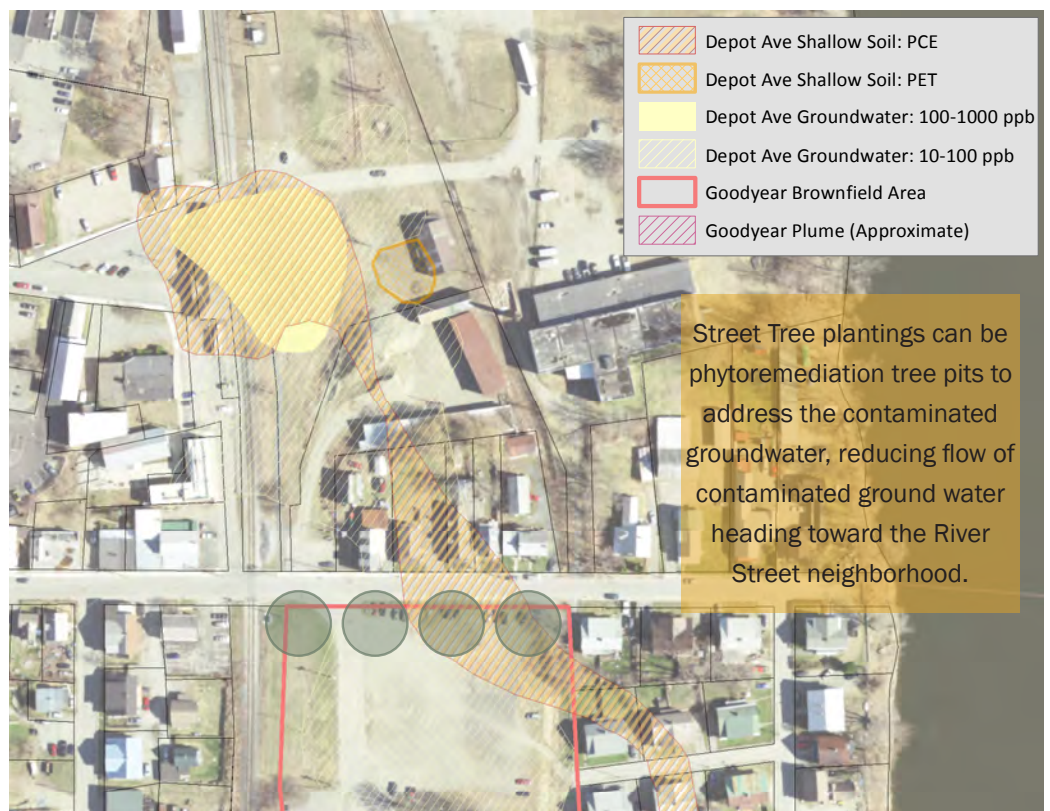 Depot Ave Shallow Soil: PCE
Depot Ave Shallow Soil: PET
Depot Ave Groundwater: 100-1000 ppb
Depot Ave Groundwater: 10-100 ppb
Goodyear Brownfield Area
Goodyear Plume (Approximate)
Street Tree plantings can be
phytoremediation tree pits to
address the contaminated
groundwater, reducing flow of
contaminated ground water
heading toward the River
Street neighborhood.